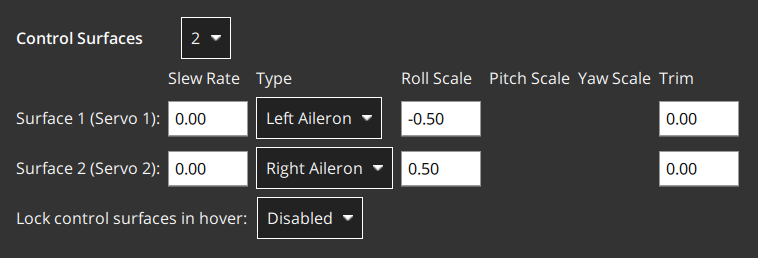 Control Surfaces 2
Slew Rate Type Roll Scale Pitch Scale Yaw Scale Trim
Surface 1 (Servo 1): 0.00 Left Aileron -0.50 0.00
Surface 2 (Servo 2): 0.00 Right Aileron 0.50 0.00
Lock control surfaces in hover: Disabled